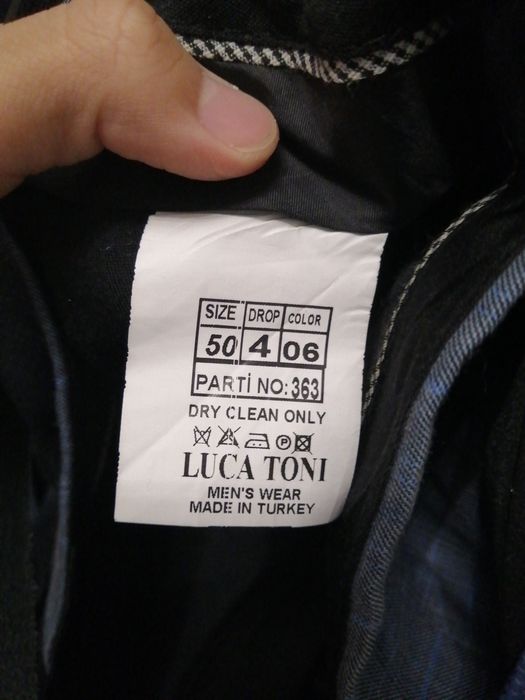 SIZE DROP COLOR
50 4 06
PARTİ NO: 363
DRY CLEAN ONLY
P
LUCA TONI
MEN'S WEAR
MADE IN TURKEY